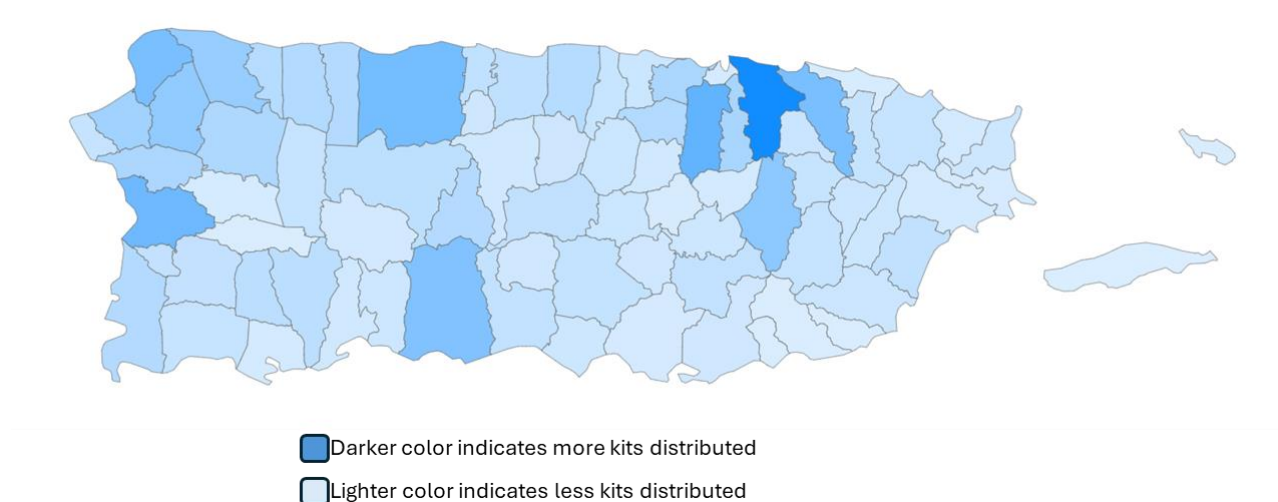 Darker color indicates more kits distributed
Lighter color indicates less kits distributed